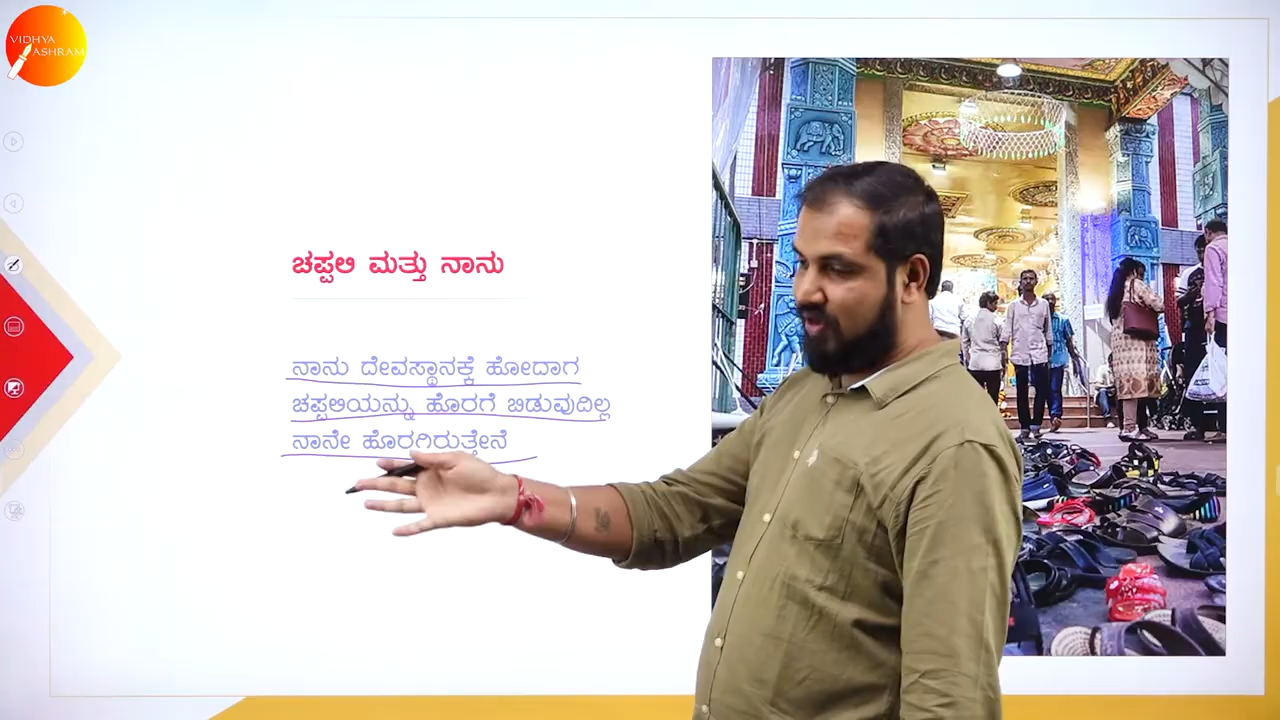 VIDHYA
ASHRAM
ಚಪ್ಪಲಿ ಮತ್ತು ನಾನು
ನಾನು ದೇವಸ್ಥಾನಕ್ಕೆ ಹೋದಾಗ
ಚಪ್ಪಲಿಯನ್ನು ಹೊರಗೆ ಬಿಡುವುದಿಲ್ಲ
ನಾನೇ ಹೊರಗಿರುತ್ತೇನೆ